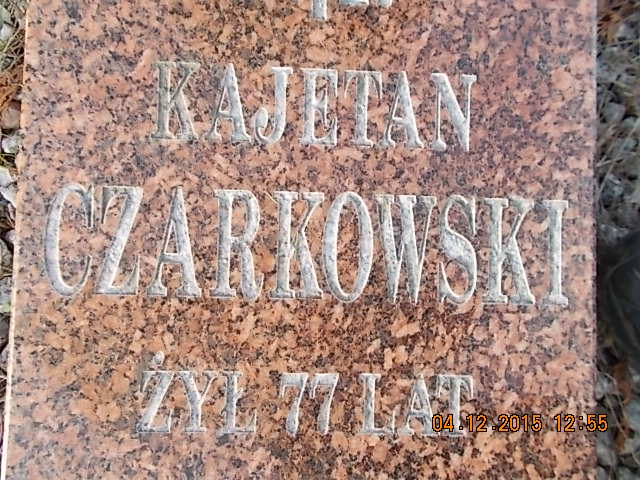 KAJETAN
CZARKOWSKI
ŻYŁ 77 LAT
04.12.2015 12:55